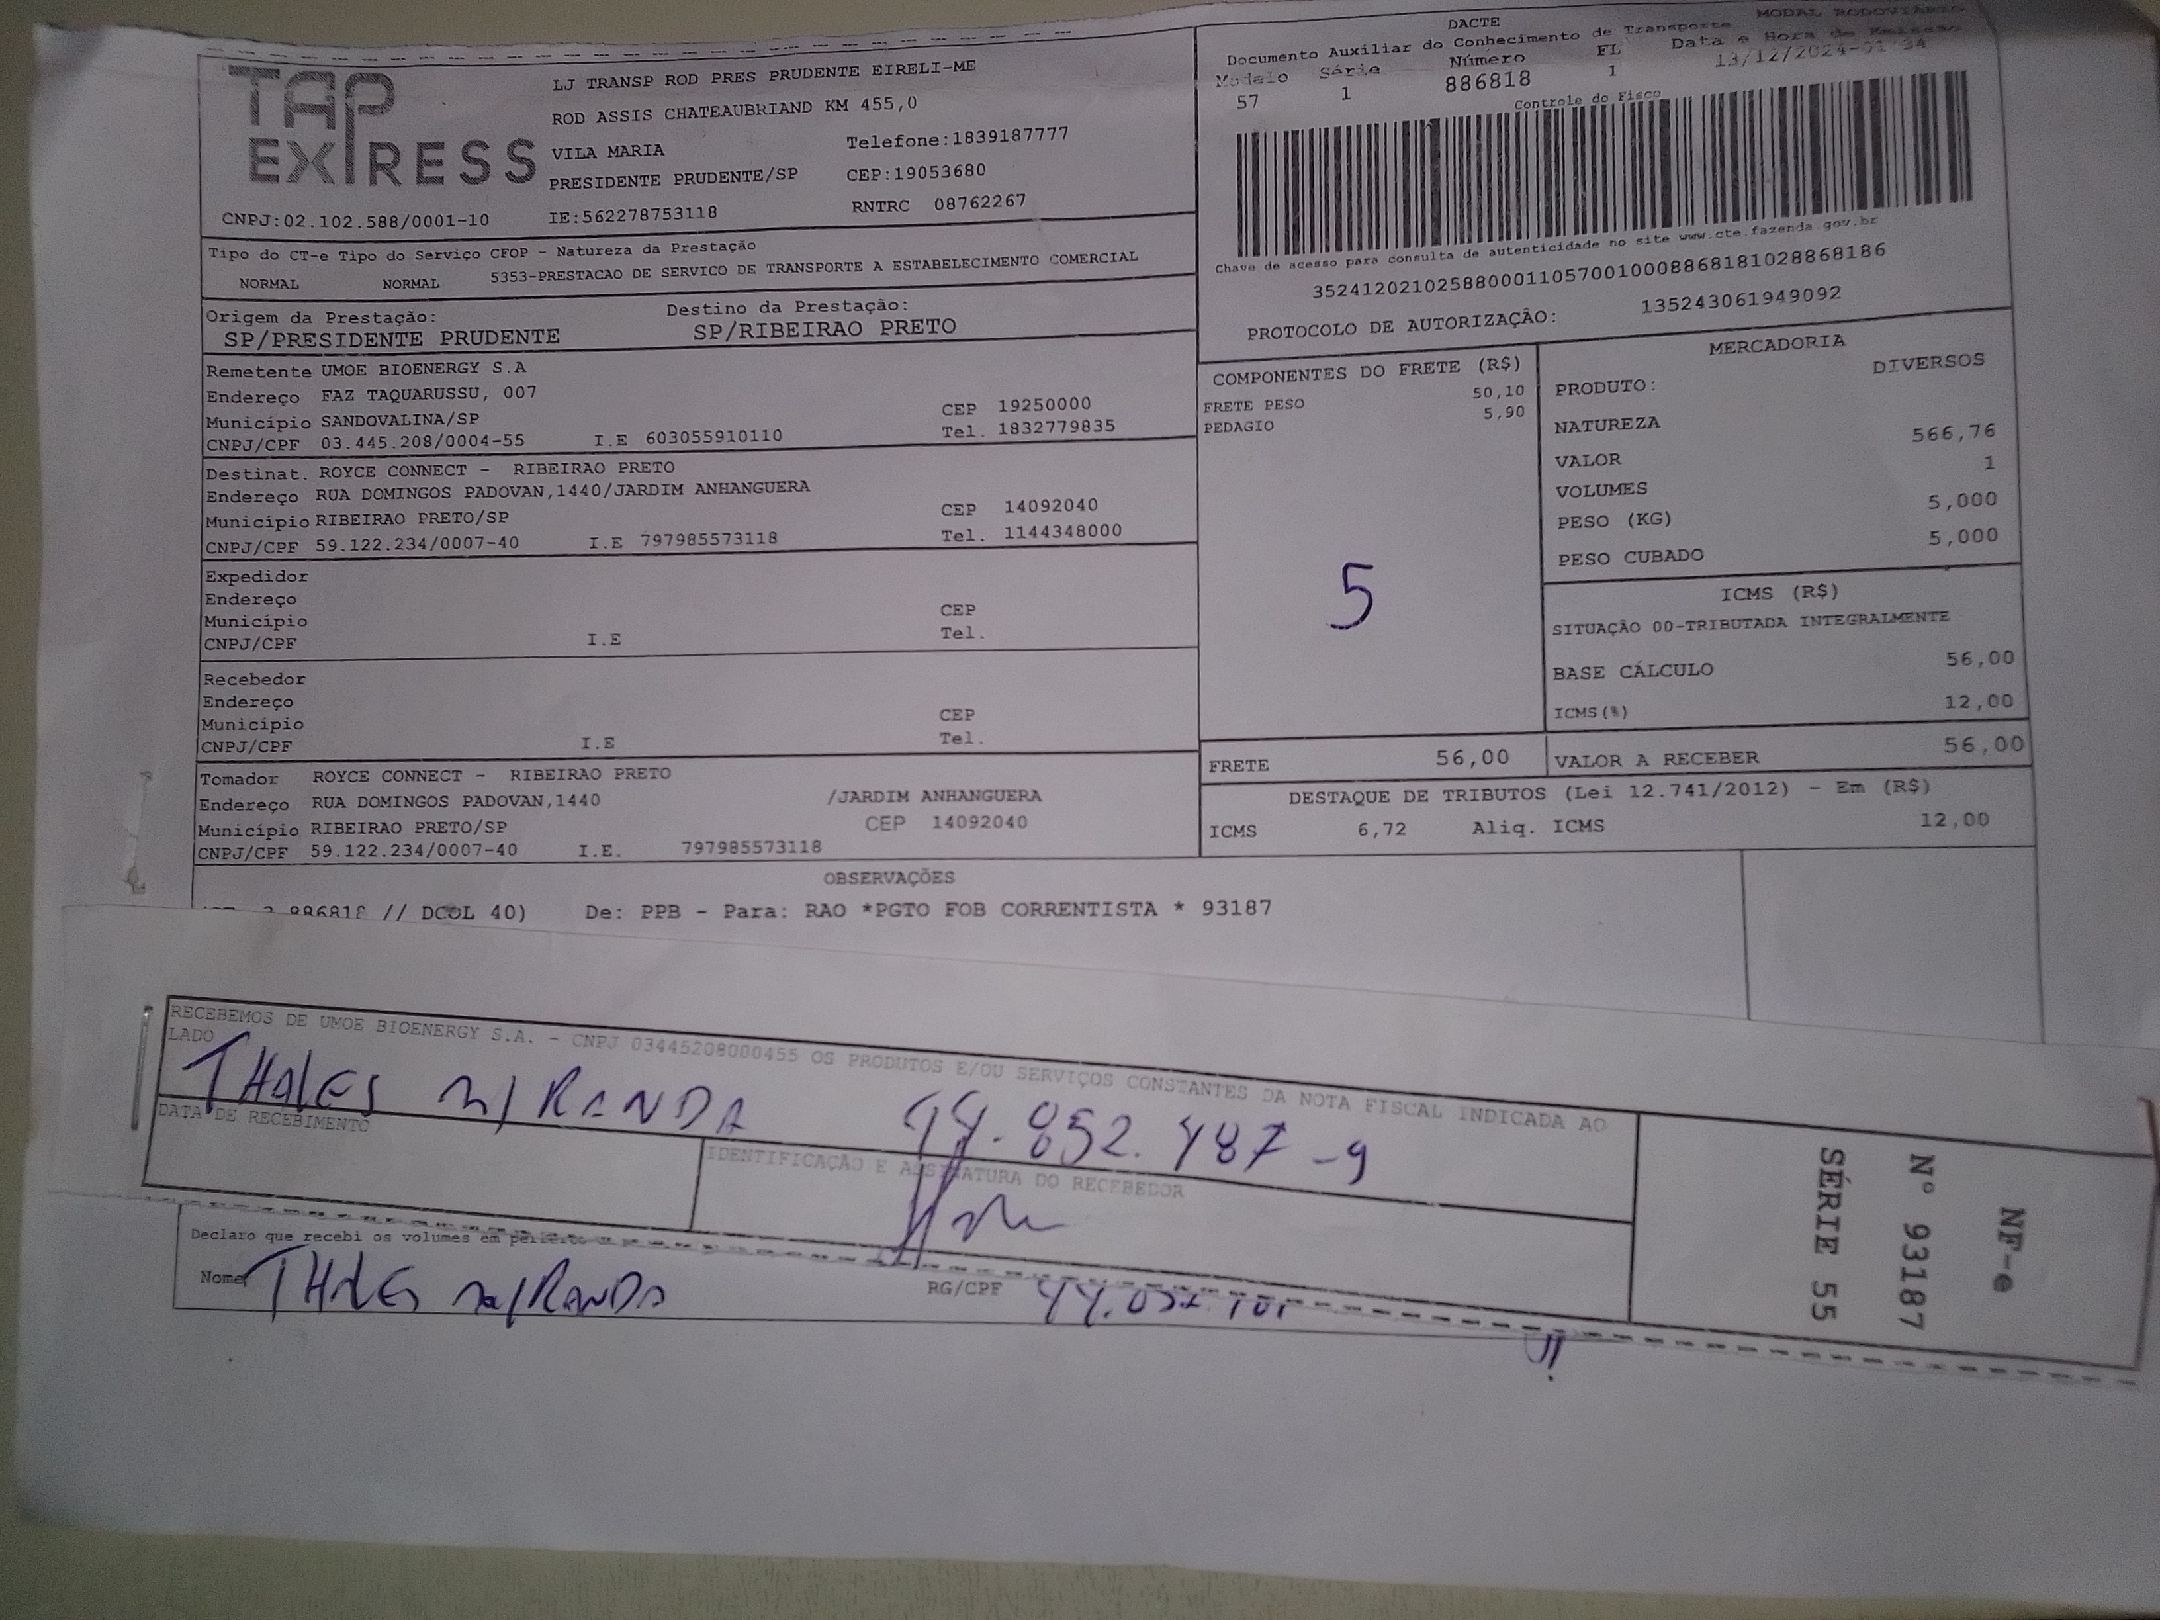 TAP
EXPRESS
LJ TRANSP ROD PRES PRUDENTE EIRELI-ME
ROD ASSIS CHATEAUBRIAND KM 455,0
VILA MARIA Telefone:1839187777
PRESIDENTE PRUDENTE/SP CEP:19053680
CNPJ:02.102.588/0001-10 IE:562278753118 RNTRC 08762267
DACTE MODAL RODOVIÁRIO
Documento Auxiliar do Conhecimento de Transporte
Modelo Série Número FL Data e Hora de Emissão
57 1 886818 1 13/12/2024-01:34
Controle do Fisco
Chave de acesso para consulta de autenticidade no site www.cte.fazenda.gov.br
35241202102588000110570010008868181028868186
PROTOCOLO DE AUTORIZAÇÃO: 135243061949092
Tipo do CT-e Tipo do Serviço CFOP - Natureza da Prestação
NORMAL NORMAL 5353-PRESTACAO DE SERVICO DE TRANSPORTE A ESTABELECIMENTO COMERCIAL
Origem da Prestação: Destino da Prestação:
SP/PRESIDENTE PRUDENTE SP/RIBEIRAO PRETO
Remetente UMOE BIOENERGY S.A
Endereço FAZ TAQUARUSSU, 007
Município SANDOVALINA/SP CEP 19250000
CNPJ/CPF 03.445.208/0004-55 I.E 603055910110 Tel. 1832779835
Destinat. ROYCE CONNECT - RIBEIRAO PRETO
Endereço RUA DOMINGOS PADOVAN,1440/JARDIM ANHANGUERA
Município RIBEIRAO PRETO/SP CEP 14092040
CNPJ/CPF 59.122.234/0007-40 I.E 797985573118 Tel. 1144348000
Expedidor
Endereço
Município CEP
CNPJ/CPF I.E Tel.
Recebedor
Endereço
Município CEP
CNPJ/CPF I.E Tel.
Tomador ROYCE CONNECT - RIBEIRAO PRETO
Endereço RUA DOMINGOS PADOVAN,1440 /JARDIM ANHANGUERA
Município RIBEIRAO PRETO/SP CEP 14092040
CNPJ/CPF 59.122.234/0007-40 I.E. 797985573118
COMPONENTES DO FRETE (R$)
FRETE PESO 50,10
PEDAGIO 5,90
5
FRETE 56,00
MERCADORIA
PRODUTO: DIVERSOS
NATUREZA
VALOR 566,76
VOLUMES 1
PESO (KG) 5,000
PESO CUBADO 5,000
ICMS (R$)
SITUAÇÃO 00-TRIBUTADA INTEGRALMENTE
BASE CÁLCULO 56,00
ICMS(%) 12,00
VALOR A RECEBER 56,00
DESTAQUE DE TRIBUTOS (Lei 12.741/2012) - Em (R$)
ICMS 6,72 Aliq. ICMS 12,00
OBSERVAÇÕES
886818 // DCOL 40) De: PPB - Para: RAO *PGTO FOB CORRENTISTA * 93187
RECEBEMOS DE UMOE BIOENERGY S.A. - CNPJ 03445208000455 OS PRODUTOS E/OU SERVIÇOS CONSTANTES DA NOTA FISCAL INDICADA AO
LADO
THALES MIRANDA 44.852.487-9
DATA DE RECEBIMENTO
IDENTIFICAÇÃO E ASSINATURA DO RECEBEDOR
NF-e
Nº 93187
SÉRIE 55
Declaro que recebi os volumes em perfeito
Nome THALES MIRANDA RG/CPF